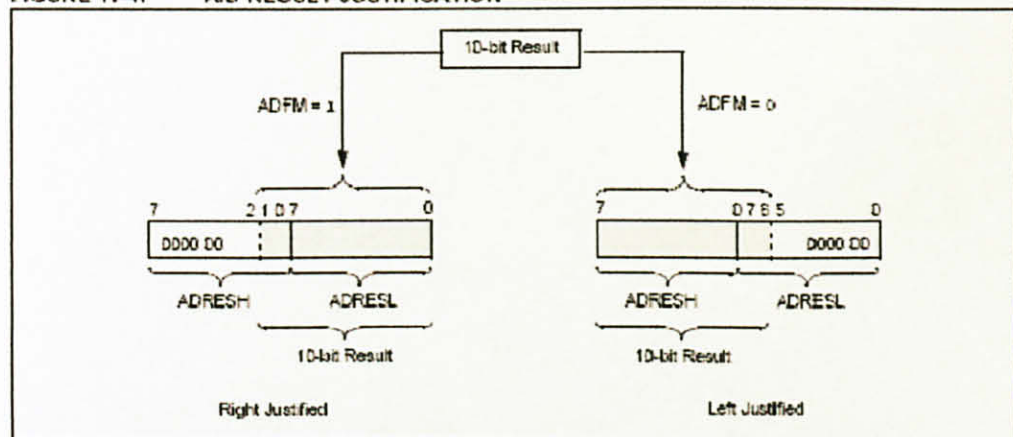 10-bit Result
ADFM = 1
ADFM = 0
7 2 1 0 7 0
7 0 7 6 5 0
0000 00
0000 00
ADRESH ADRESL
ADRESH ADRESL
10-bit Result
10-bit Result
Right Justified
Left Justified